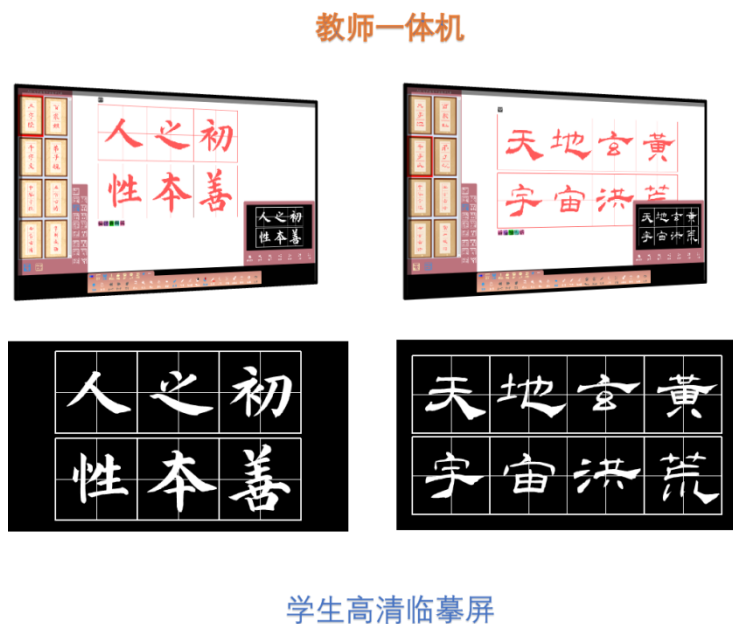 教师一体机
人之初
性本善
人之初
性本善
天地玄黄
宇宙洪荒
天地玄黄
宇宙洪荒
人之初
性本善
天地玄黄
宇宙洪荒
学生高清临摹屏